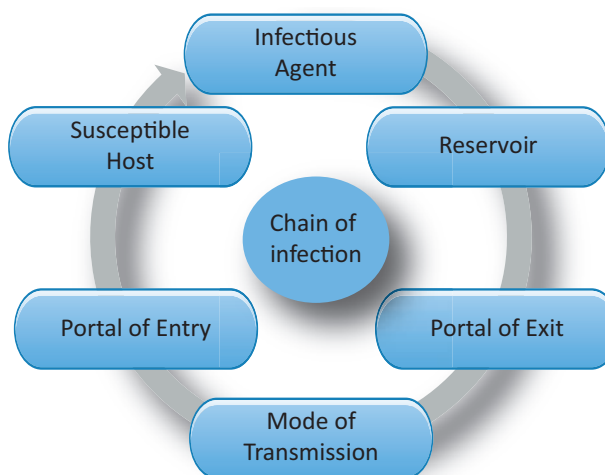 Infectious
Agent
Reservoir
Portal of Exit
Mode of
Transmission
Portal of Entry
Susceptible
Host
Chain of
infection